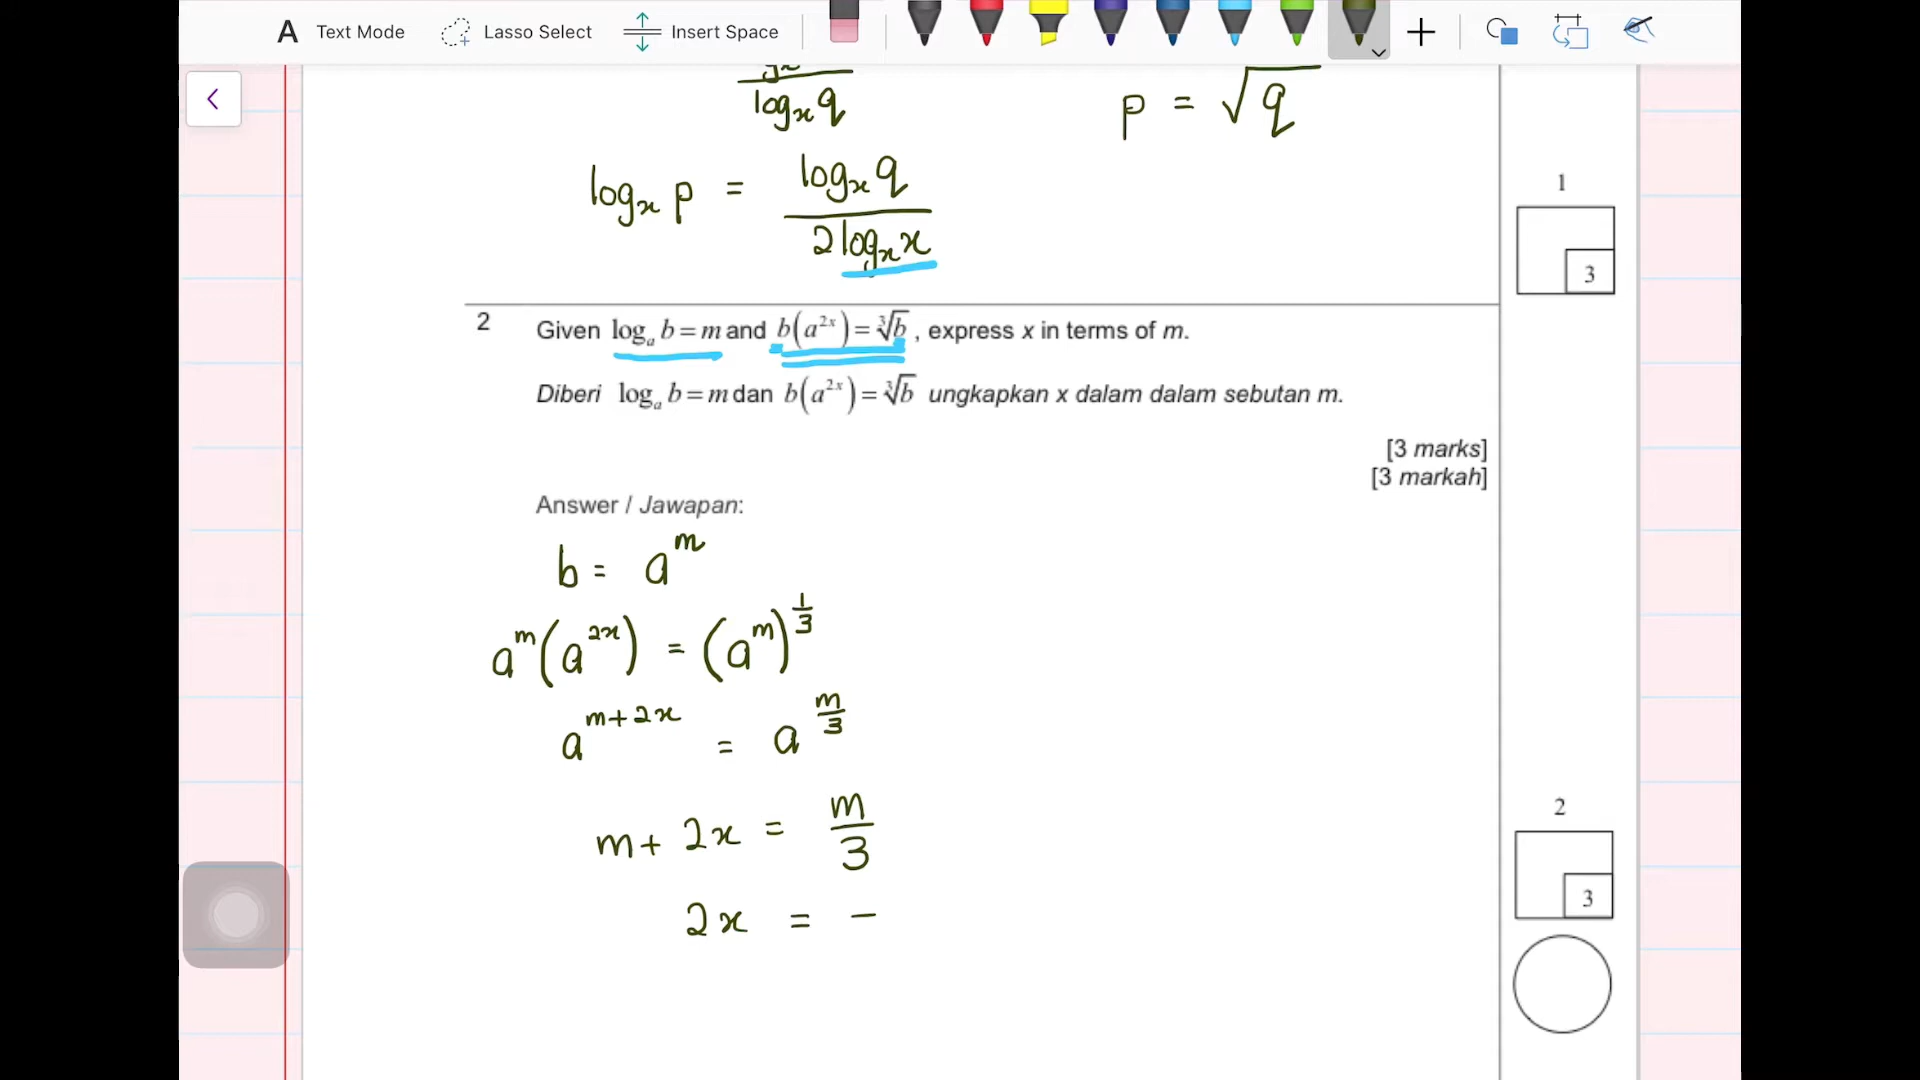 A Text Mode Lasso Select Insert Space
log_x q
p = √q
log_x p = log_x q / 2 log_x x
1
3
2 Given log_a b = m and b(a^{2x}) = ∛b , express x in terms of m.
Diberi log_a b = m dan b(a^{2x}) = ∛b ungkapkan x dalam dalam sebutan m.
[3 marks]
[3 markah]
Answer / Jawapan:
b = a^m
a^m(a^{2x}) = (a^m)^{1/3}
a^{m+2x} = a^{m/3}
m + 2x = m/3
2x = −
2
3